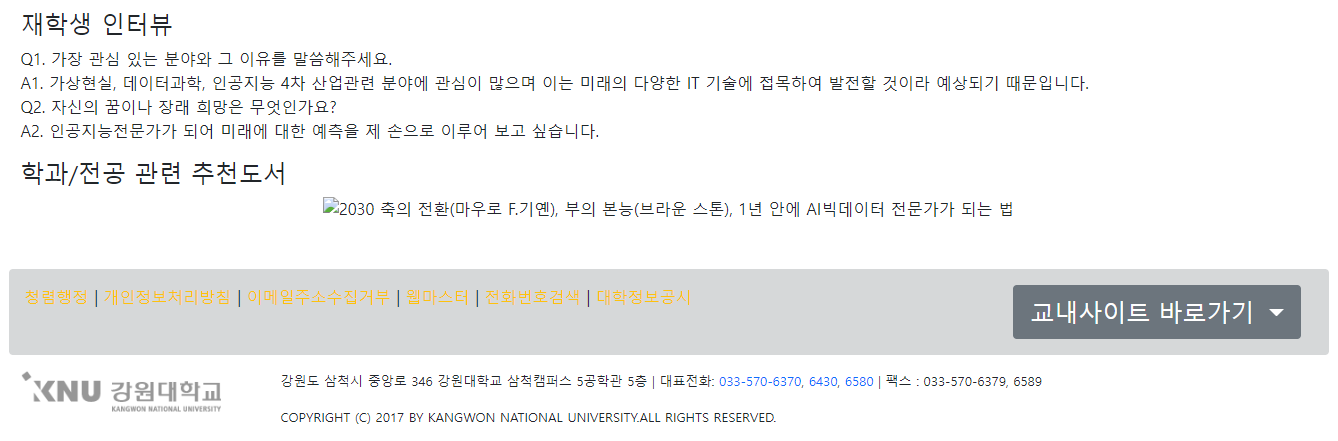 재학생 인터뷰
Q1. 가장 관심 있는 분야와 그 이유를 말씀해주세요.
A1. 가상현실, 데이터과학, 인공지능 4차 산업관련 분야에 관심이 많으며 이는 미래의 다양한 IT 기술에 접목하여 발전할 것이라 예상되기 때문입니다.
Q2. 자신의 꿈이나 장래 희망은 무엇인가요?
A2. 인공지능전문가가 되어 미래에 대한 예측을 제 손으로 이루어 보고 싶습니다.
학과/전공 관련 추천도서
2030 축의 전환(마우로 F.기옌), 부의 본능(브라운 스톤), 1년 안에 AI빅데이터 전문가가 되는 법
청렴행정 | 개인정보처리방침 | 이메일주소수집거부 | 웹마스터 | 전화번호검색 | 대학정보공시
교내사이트 바로가기
KNU 강원대학교
KANGWON NATIONAL UNIVERSITY
강원도 삼척시 중앙로 346 강원대학교 삼척캠퍼스 5공학관 5층 | 대표전화: 033-570-6370, 6430, 6580 | 팩스 : 033-570-6379, 6589
COPYRIGHT (C) 2017 BY KANGWON NATIONAL UNIVERSITY.ALL RIGHTS RESERVED.